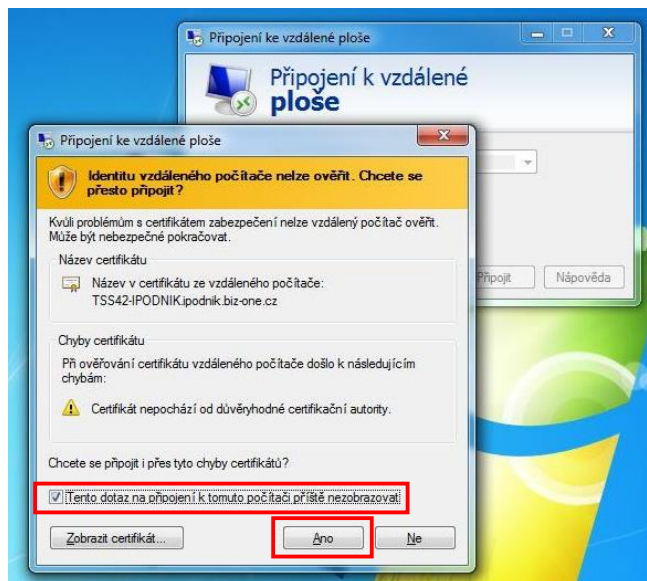 Připojení ke vzdálené ploše
Připojení k vzdálené
ploše
Připojit
Nápověda
Připojení ke vzdálené ploše
Identitu vzdáleného počítače nelze ověřit. Chcete se
přesto připojit?
Kvůli problémům s certifikátem zabezpečení nelze vzdálený počítač ověřit.
Může být nebezpečné pokračovat.
Název certifikátu
Název v certifikátu ze vzdáleného počítače:
TSS42-IPODNIK.ipodnik.biz-one.cz
Chyby certifikátu
Při ověřování certifikátu vzdáleného počítače došlo k následujícím
chybám:
Certifikát nepochází od důvěryhodné certifikační autority.
Chcete se připojit i přes tyto chyby certifikátů?
Tento dotaz na připojení k tomuto počítači příště nezobrazovat
Zobrazit certifikát...
Ano
Ne